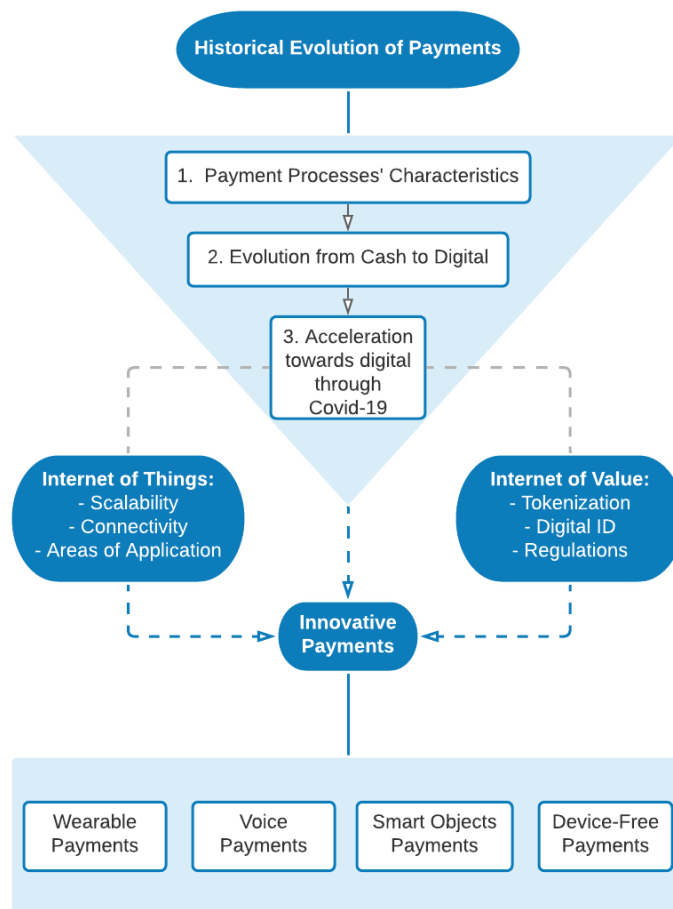 Historical Evolution of Payments
1. Payment Processes' Characteristics
2. Evolution from Cash to Digital
3. Acceleration
towards digital
through
Covid-19
Internet of Things:
- Scalability
- Connectivity
- Areas of Application
Internet of Value:
- Tokenization
- Digital ID
- Regulations
Innovative
Payments
Wearable
Payments
Voice
Payments
Smart Objects
Payments
Device-Free
Payments